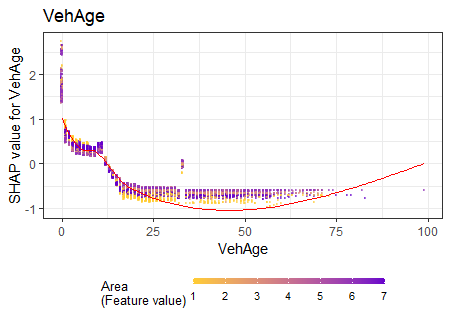 VehAge
SHAP value for VehAge
2
1
0
-1
0 25 50 75 100
VehAge
Area
(Feature value)
1 2 3 4 5 6 7